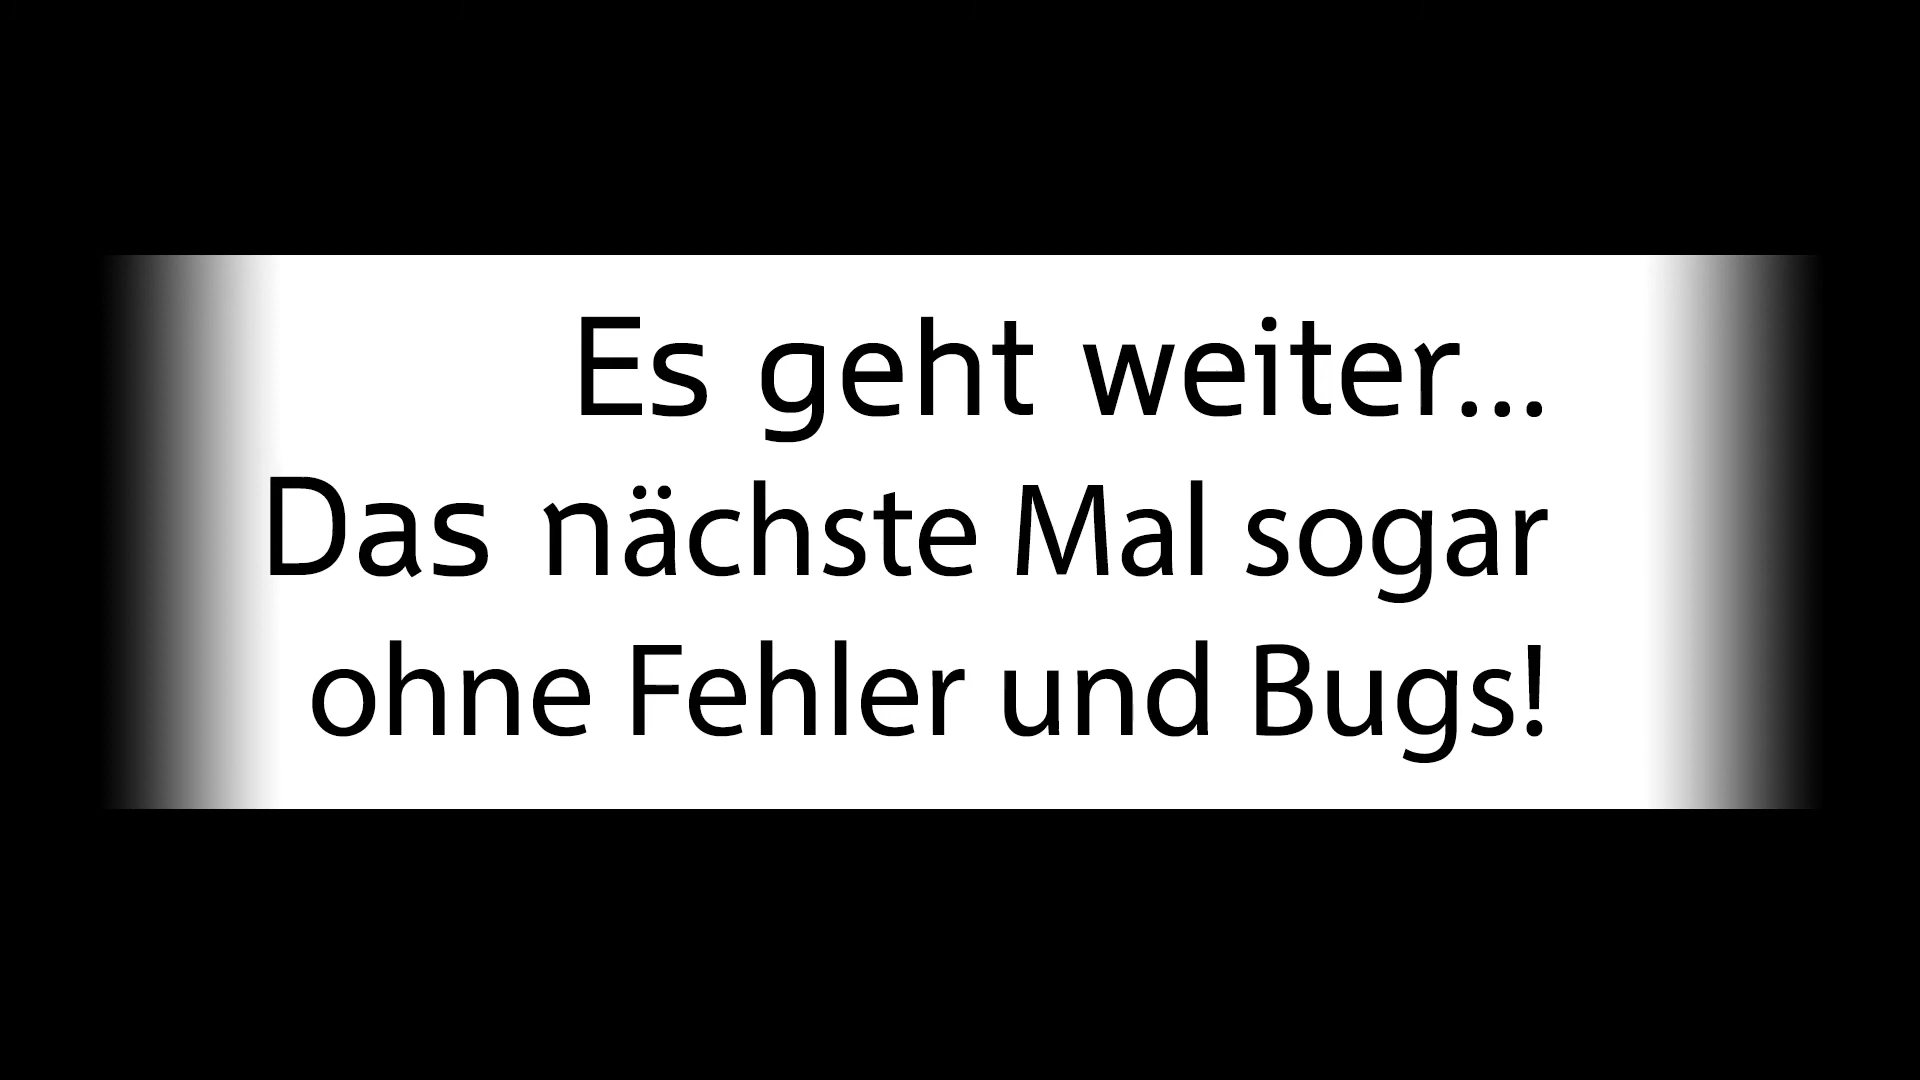 Es geht weiter...
Das nächste Mal sogar
ohne Fehler und Bugs!